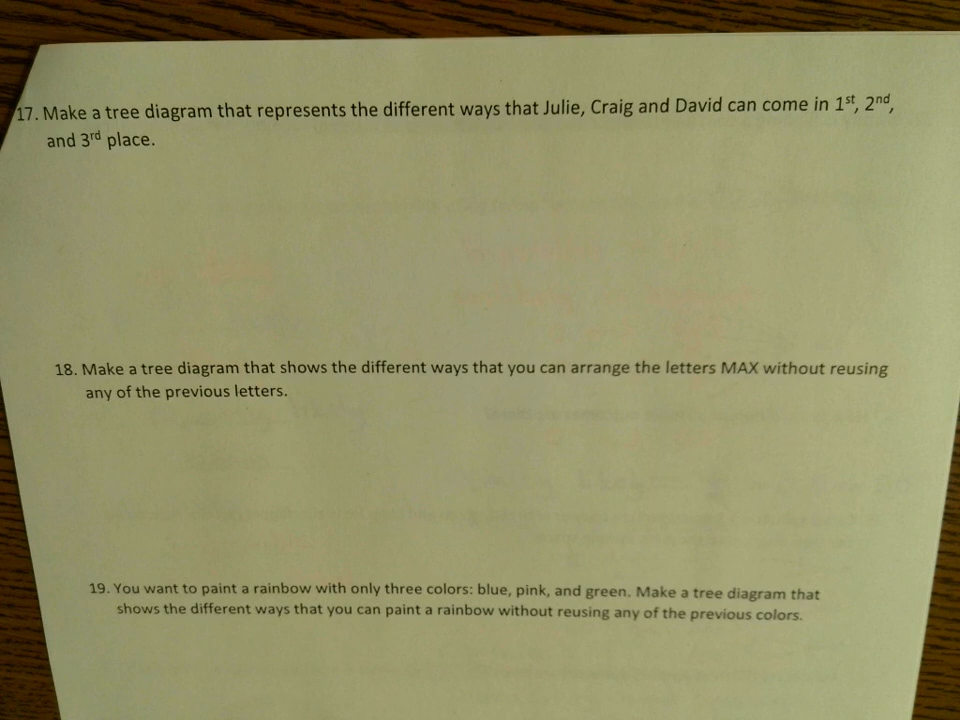 17. Make a tree diagram that represents the different ways that Julie, Craig and David can come in 1st, 2nd,
and 3rd place.
18. Make a tree diagram that shows the different ways that you can arrange the letters MAX without reusing
any of the previous letters.
19. You want to paint a rainbow with only three colors: blue, pink, and green. Make a tree diagram that
shows the different ways that you can paint a rainbow without reusing any of the previous colors.